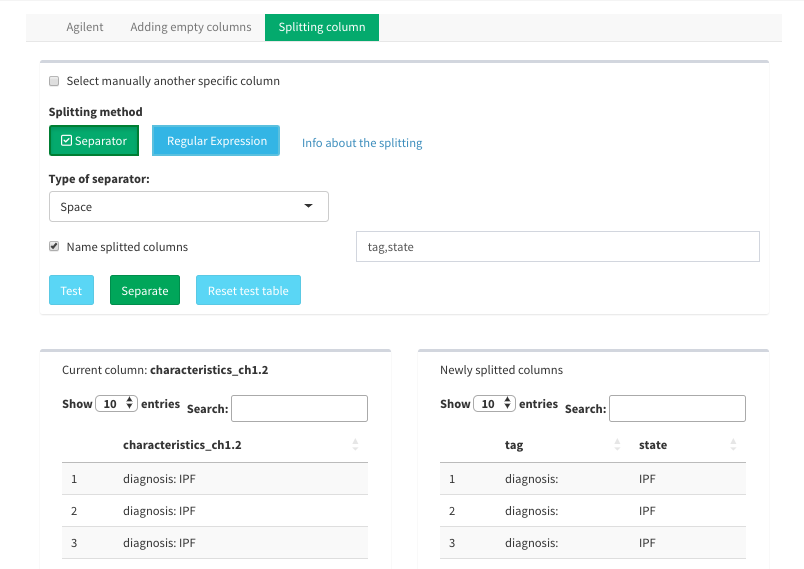 Agilent Adding empty columns Splitting column
Select manually another specific column
Splitting method
Separator Regular Expression Info about the splitting
Type of separator:
Space
Name splitted columns tag,state
Test Separate Reset test table
Current column: characteristics_ch1.2
Show 10 entries Search:
characteristics_ch1.2
1 diagnosis: IPF
2 diagnosis: IPF
3 diagnosis: IPF
Newly splitted columns
Show 10 entries Search:
tag state
1 diagnosis: IPF
2 diagnosis: IPF
3 diagnosis: IPF